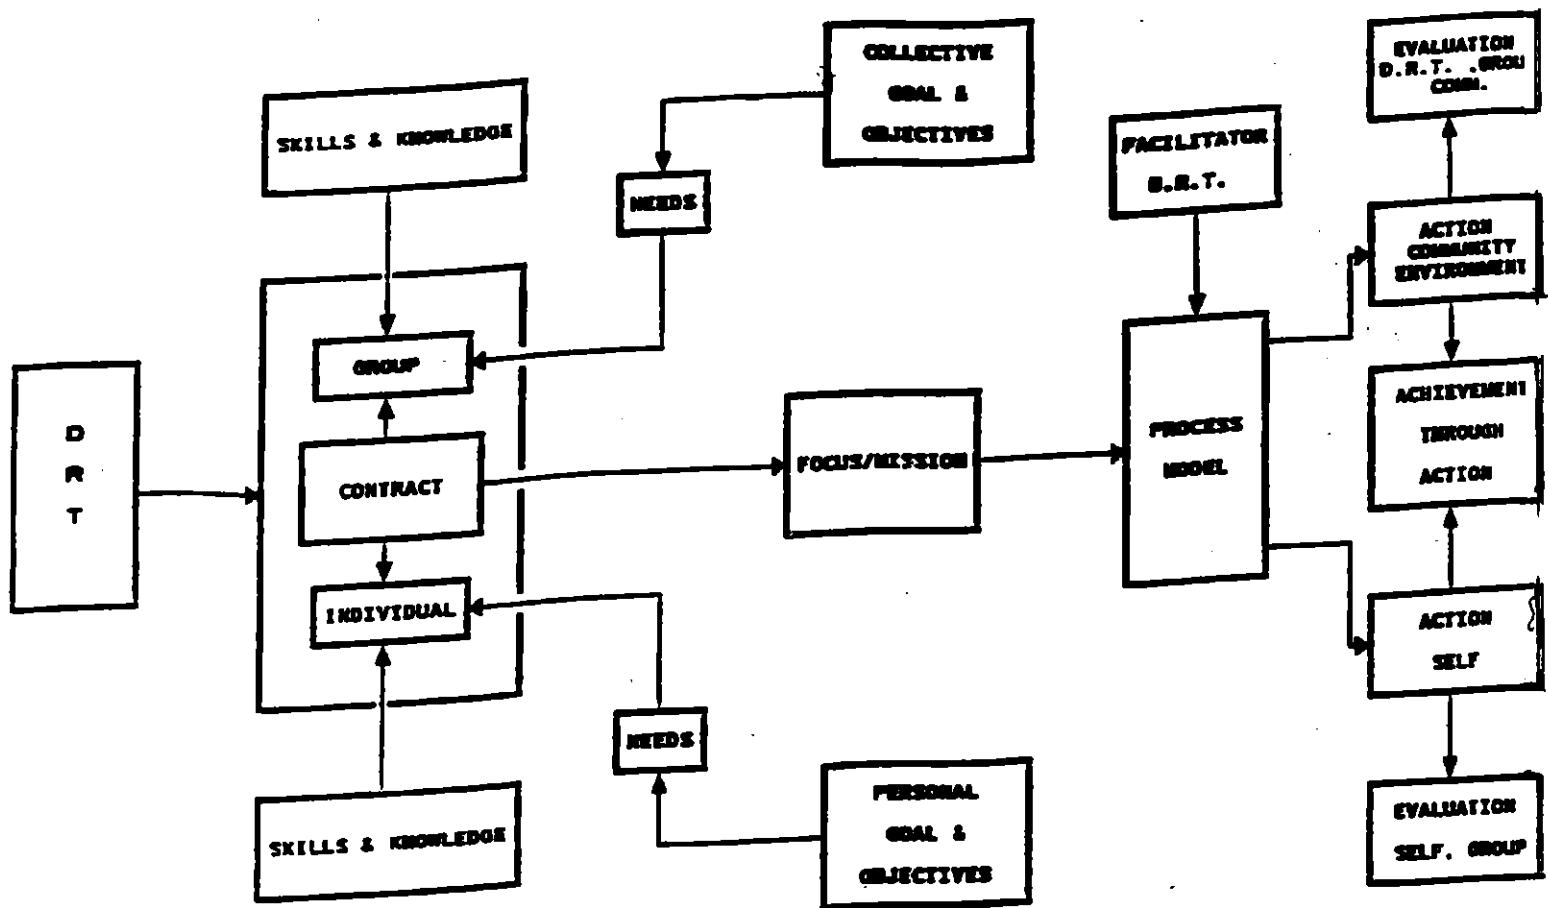 D
R
T
SKILLS & KNOWLEDGE
GROUP
CONTRACT
INDIVIDUAL
SKILLS & KNOWLEDGE
COLLECTIVE
GOAL &
OBJECTIVES
NEEDS
FOCUS/MISSION
NEEDS
PERSONAL
GOAL &
OBJECTIVES
FACILITATOR
D.R.T.
PROCESS
MODEL
EVALUATION
D.R.T. .GROU
COMM.
ACTION
COMMUNITY
ENVIRONMENT
ACHIEVEMENT
THROUGH
ACTION
ACTION
SELF
EVALUATION
SELF. GROUP